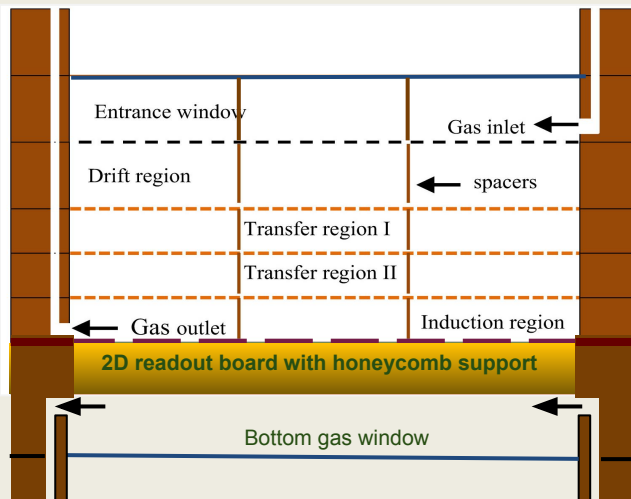 Entrance window
Gas inlet
Drift region
spacers
Transfer region I
Transfer region II
Gas outlet
Induction region
2D readout board with honeycomb support
Bottom gas window